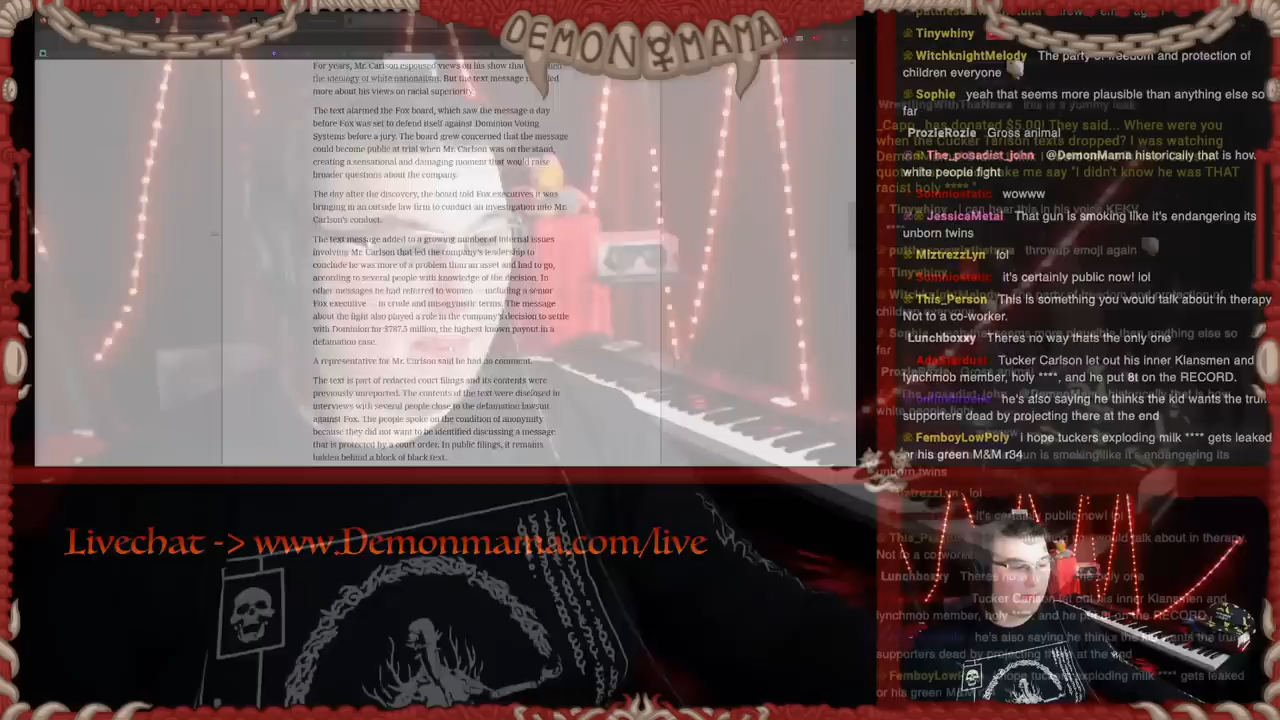 DEMON MAMA
For years, Mr. Carlson espoused views on his show that
the ideology of white nationalism. But the text message revealed
more about his views on racial superiority.
The text alarmed the Fox board, which saw the message a day
before Fox was set to defend itself against Dominion Voting
Systems before a jury. The board grew concerned that the message
could become public at trial when Mr. Carlson was on the stand,
creating a sensational and damaging moment that would raise
broader questions about the company.
The day after the discovery, the board told Fox executives it was
bringing in an outside law firm to conduct an investigation into Mr.
Carlson's conduct.
The text message added to a growing number of internal issues
involving Mr. Carlson that led the company's leadership to
conclude he was more of a problem than an asset and had to go,
according to several people with knowledge of the decision. In
other messages he had referred to women — including a senior
Fox executive — in crude and misogynistic terms. The message
about the fight also played a role in the company's decision to settle
with Dominion for $787.5 million, the highest known payout in a
defamation case.
A representative for Mr. Carlson said he had no comment.
The text is part of redacted court filings and its contents were
previously unreported. The contents of the text were disclosed in
interviews with several people close to the defamation lawsuit
against Fox. The people spoke on the condition of anonymity
because they did not want to be identified discussing a message
that is protected by a court order. In public filings, it remains
hidden behind a block of black text.
Tinywhiny
WitchknightMelody The party of freedom and protection of
children everyone
Sophie yeah that seems more plausible than anything else so
far
ProzieRozie Gross animal
The_posadist_john @DemonMama historically that is how
white people fight
Somniostatic wowww
JessicaMetal That gun is smoking like it's endangering its
unborn twins
MIztrezzLyn lol
Somniostatic it's certainly public now! lol
This_Person This is something you would talk about in therapy
Not to a co-worker.
Lunchboxxy Theres no way thats the only one
AdaStardust Tucker Carlson let out his inner Klansmen and
lynchmob member, holy ****, and he put it on the RECORD.
he's also saying he thinks the kid wants the trum
supporters dead by projecting there at the end
FemboyLowPoly I hope tuckers exploding milk **** gets leaked
or his green M&M r34
Livechat -> www.Demonmama.com/live